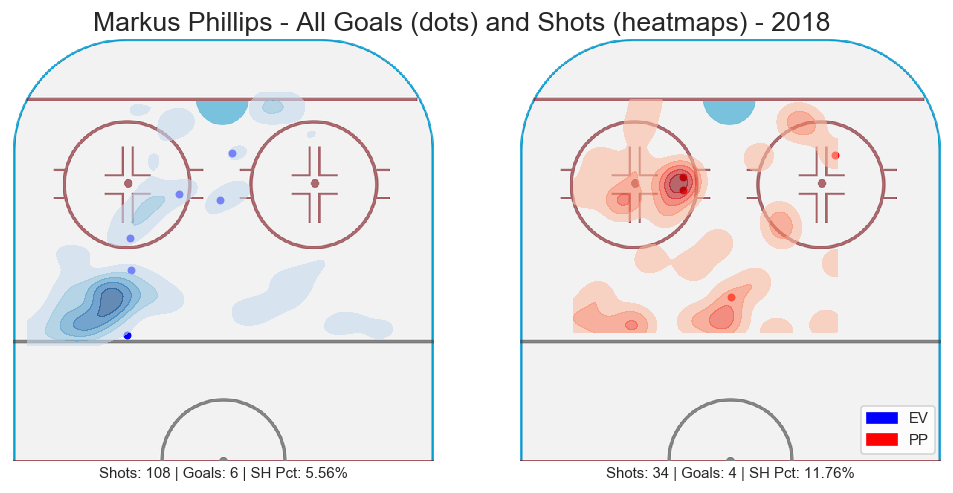 Markus Phillips - All Goals (dots) and Shots (heatmaps) - 2018
EV
PP
Shots: 108 | Goals: 6 | SH Pct: 5.56%
Shots: 34 | Goals: 4 | SH Pct: 11.76%